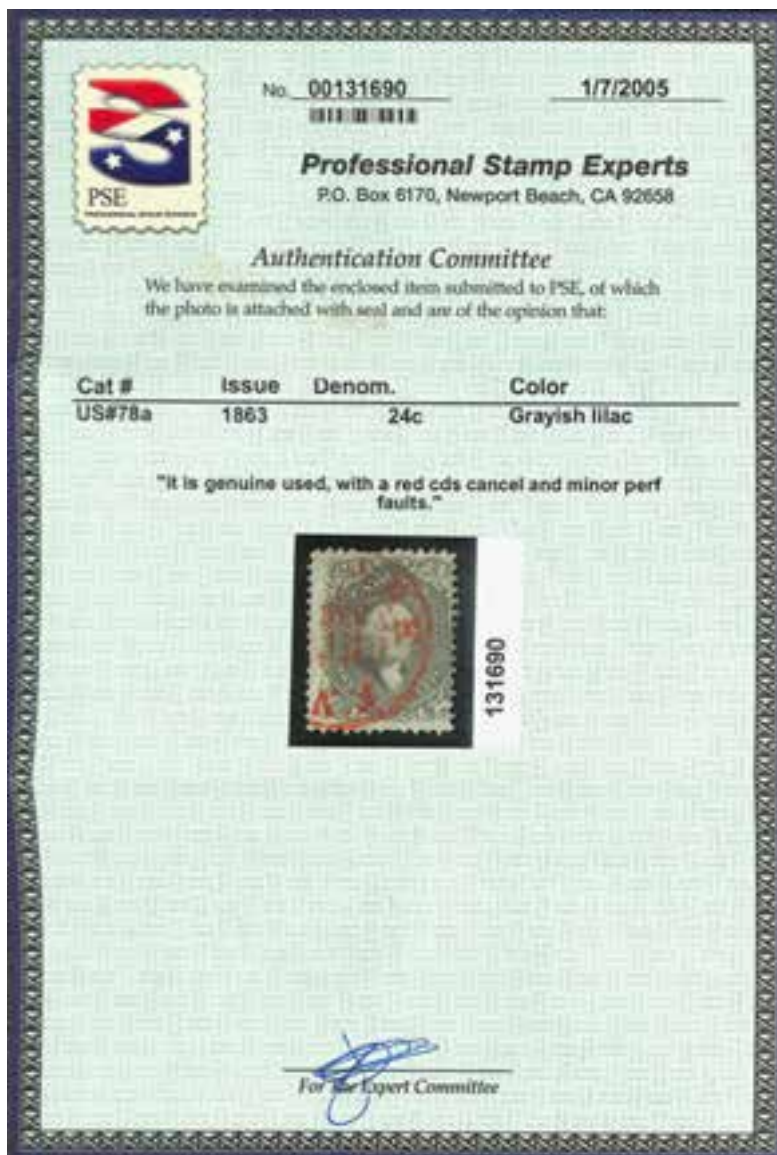 No. 00131690 1/7/2005
PSE
Professional Stamp Experts
P.O. Box 6170, Newport Beach, CA 92658
Authentication Committee
We have examined the enclosed item submitted to PSE, of which
the photo is attached with seal and are of the opinion that:
Cat # Issue Denom. Color
US#78a 1863 24c Grayish lilac
"It is genuine used, with a red cds cancel and minor perf
faults."
131690
For the Expert Committee